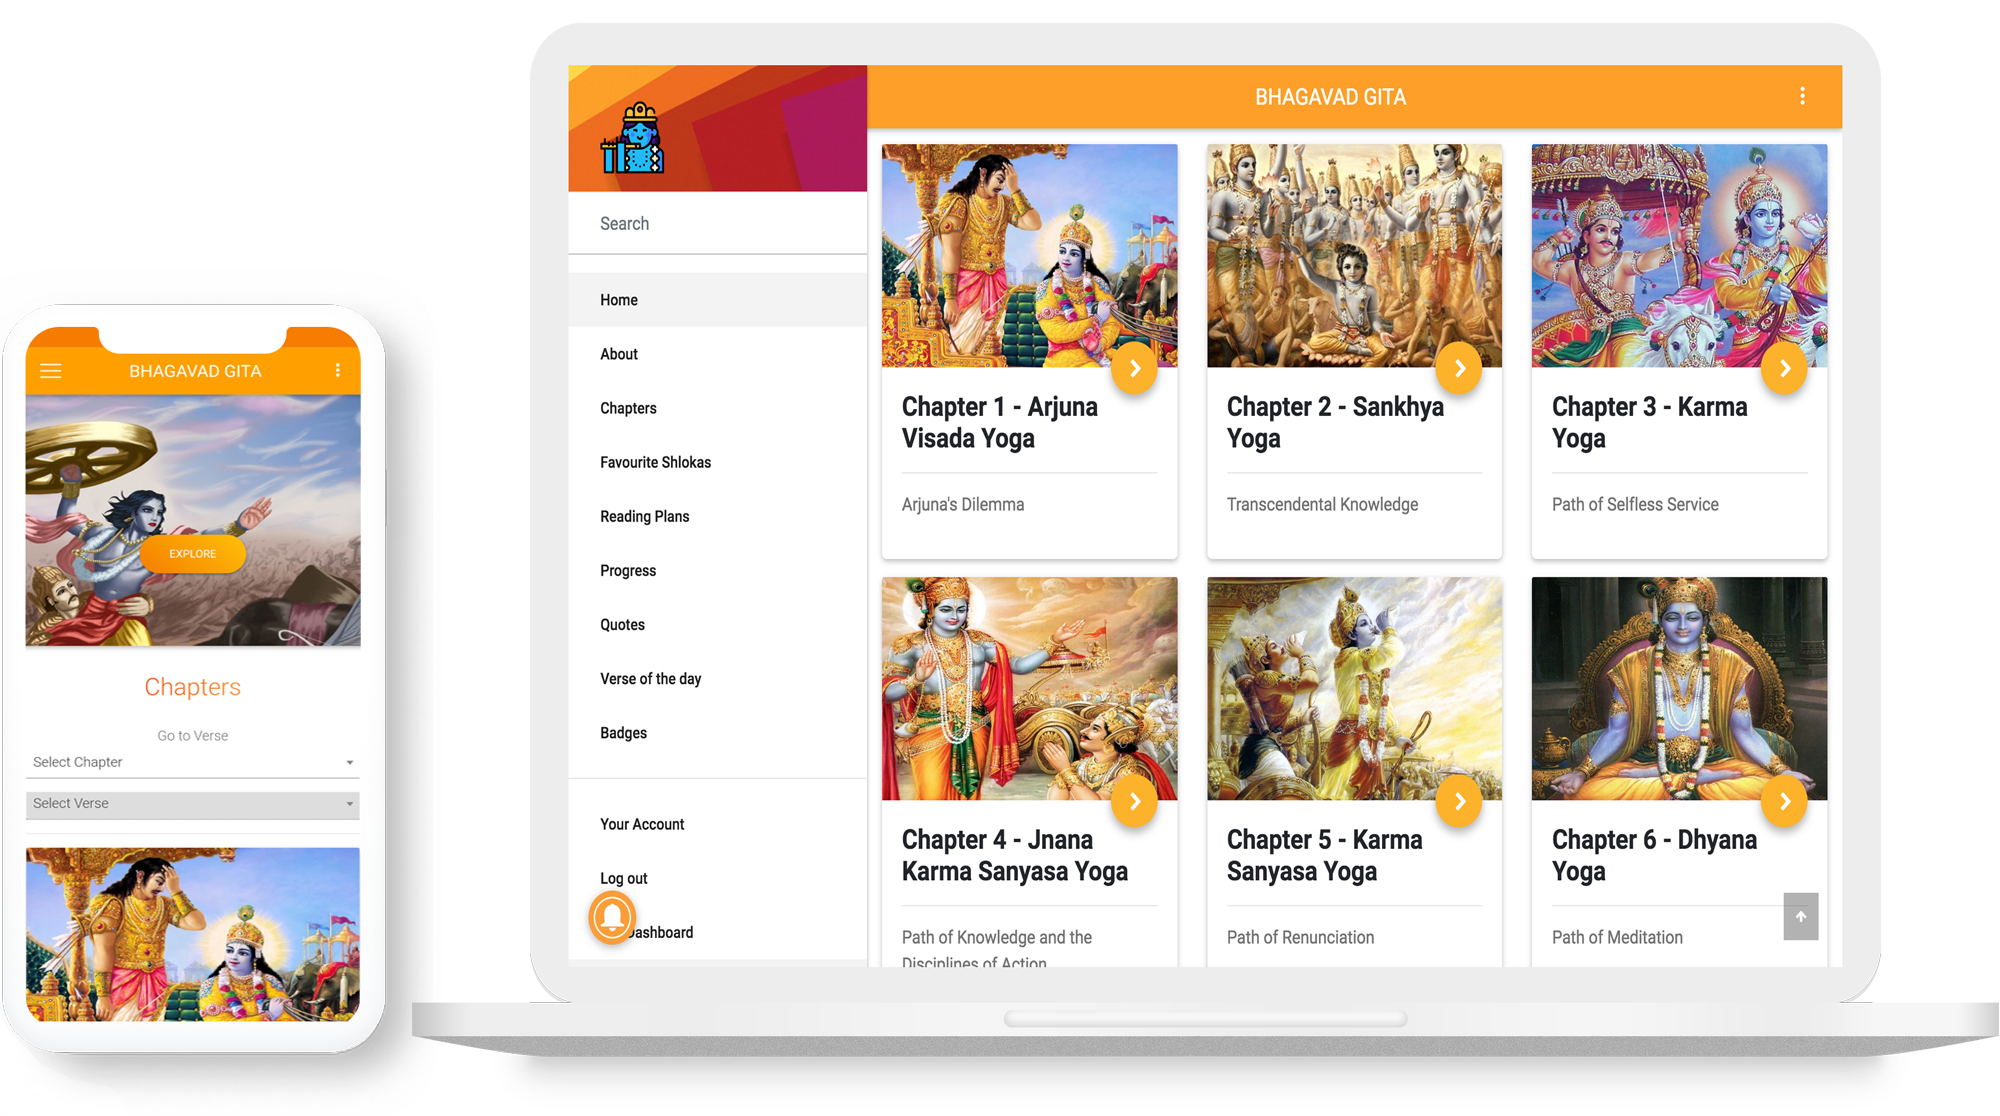 BHAGAVAD GITA
EXPLORE
Chapters
Go to Verse
Select Chapter
Select Verse
Search
Home
About
Chapters
Favourite Shlokas
Reading Plans
Progress
Quotes
Verse of the day
Badges
Your Account
Log out
Dashboard
BHAGAVAD GITA
Chapter 1 - Arjuna
Visada Yoga
Arjuna's Dilemma
Chapter 2 - Sankhya
Yoga
Transcendental Knowledge
Chapter 3 - Karma
Yoga
Path of Selfless Service
Chapter 4 - Jnana
Karma Sanyasa Yoga
Path of Knowledge and the
Disciplines of Action
Chapter 5 - Karma
Sanyasa Yoga
Path of Renunciation
Chapter 6 - Dhyana
Yoga
Path of Meditation